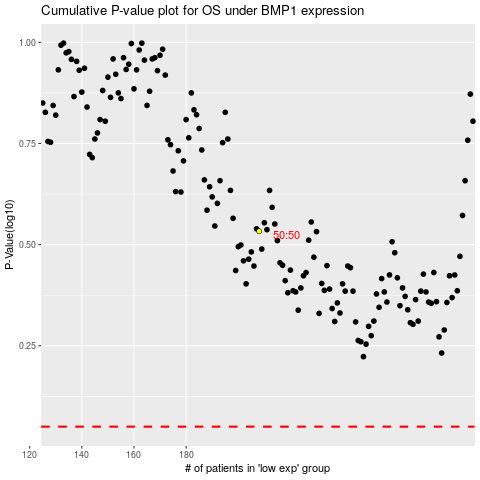 Cumulative P-value plot for OS under BMP1 expression
P-Value(log10)
1.00
0.75
0.50
0.25
50:50
120 140 160 180
# of patients in 'low exp' group